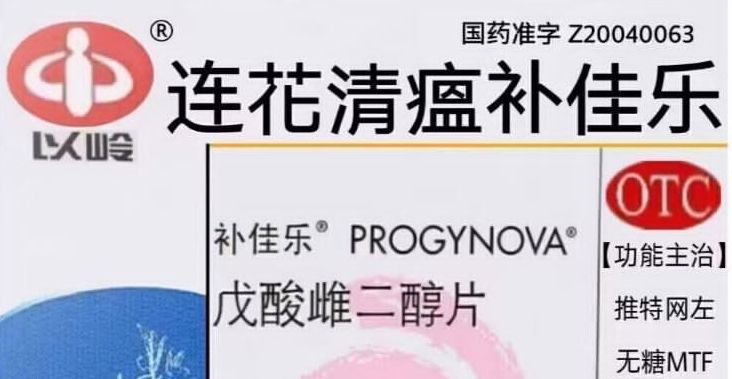 ®
国药准字 Z20040063
连花清瘟补佳乐
以岭
OTC
补佳乐® PROGYNOVA®
戊酸雌二醇片
【功能主治】
推特网左
无糖MTF